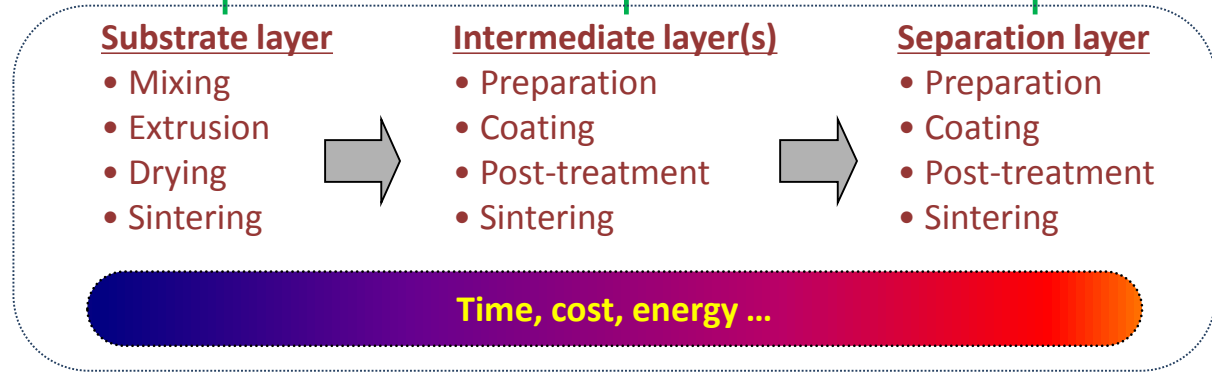 Substrate layer
• Mixing
• Extrusion
• Drying
• Sintering
Intermediate layer(s)
• Preparation
• Coating
• Post-treatment
• Sintering
Separation layer
• Preparation
• Coating
• Post-treatment
• Sintering
Time, cost, energy ...